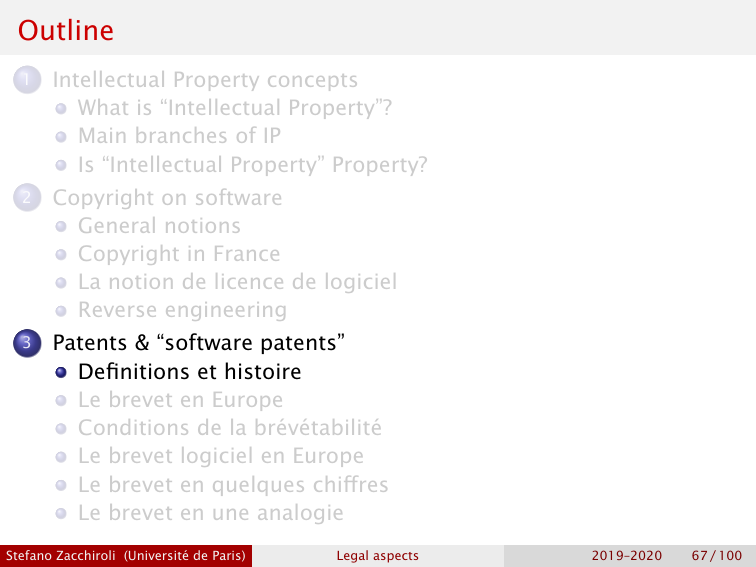 Outline
1 Intellectual Property concepts
What is “Intellectual Property”?
Main branches of IP
Is “Intellectual Property” Property?
2 Copyright on software
General notions
Copyright in France
La notion de licence de logiciel
Reverse engineering
3 Patents & “software patents”
Definitions et histoire
Le brevet en Europe
Conditions de la brévétabilité
Le brevet logiciel en Europe
Le brevet en quelques chiffres
Le brevet en une analogie
Stefano Zacchiroli (Université de Paris) Legal aspects 2019–2020 67 / 100